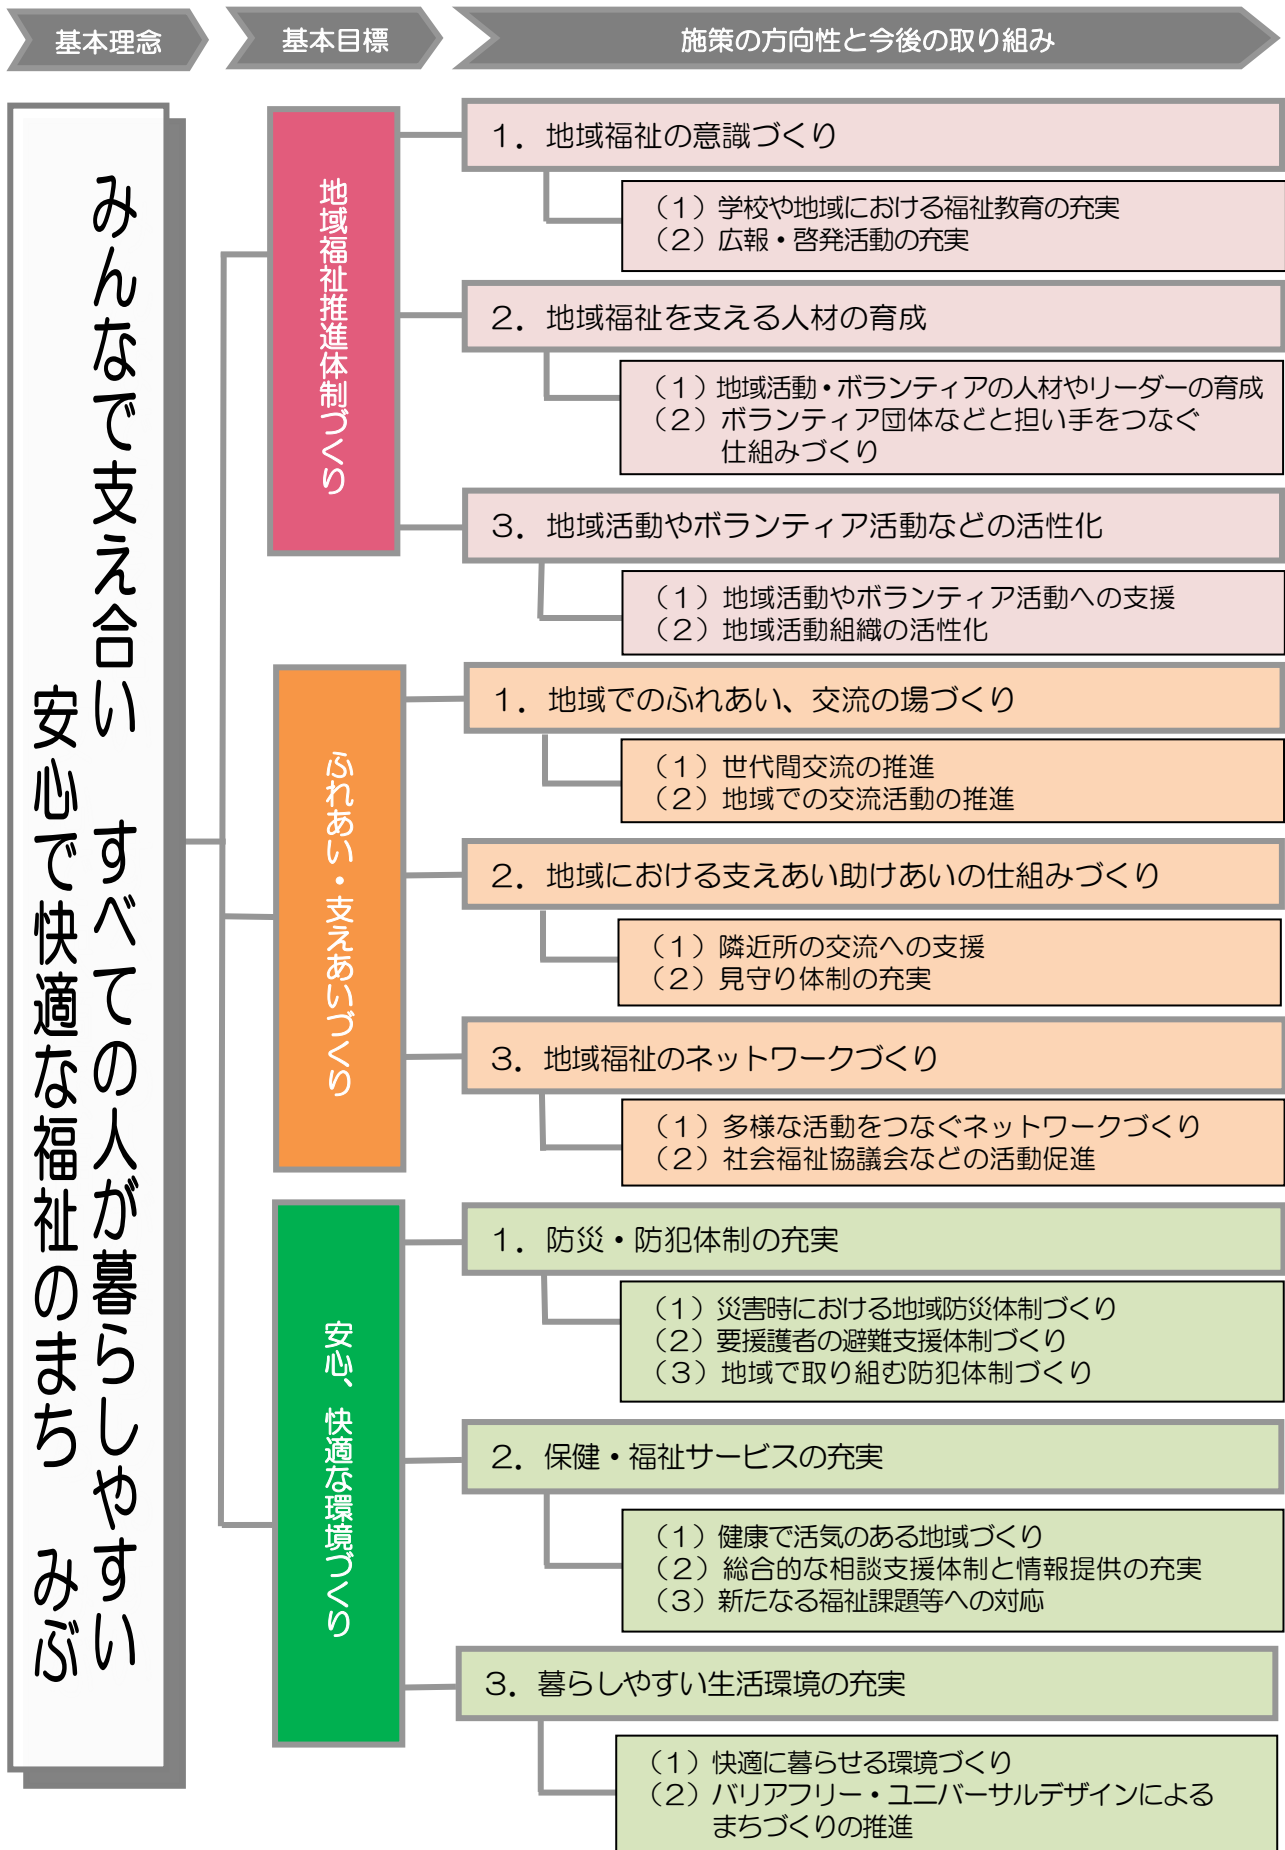 基本理念
基本目標
施策の方向性と今後の取り組み
みんなで支え合い　すべての人が暮らしやすい
安心で快適な福祉のまち　みぶ
地域福祉推進体制づくり
１．地域福祉の意識づくり
（１）学校や地域における福祉教育の充実
（２）広報・啓発活動の充実
２．地域福祉を支える人材の育成
（１）地域活動・ボランティアの人材やリーダーの育成
（２）ボランティア団体などと担い手をつなぐ
仕組みづくり
３．地域活動やボランティア活動などの活性化
（１）地域活動やボランティア活動への支援
（２）地域活動組織の活性化
ふれあい・支えあいづくり
１．地域でのふれあい、交流の場づくり
（１）世代間交流の推進
（２）地域での交流活動の推進
２．地域における支えあい助けあいの仕組みづくり
（１）隣近所の交流への支援
（２）見守り体制の充実
３．地域福祉のネットワークづくり
（１）多様な活動をつなぐネットワークづくり
（２）社会福祉協議会などの活動促進
安心、快適な環境づくり
１．防災・防犯体制の充実
（１）災害時における地域防災体制づくり
（２）要援護者の避難支援体制づくり
（３）地域で取り組む防犯体制づくり
２．保健・福祉サービスの充実
（１）健康で活気のある地域づくり
（２）総合的な相談支援体制と情報提供の充実
（３）新たなる福祉課題等への対応
３．暮らしやすい生活環境の充実
（１）快適に暮らせる環境づくり
（２）バリアフリー・ユニバーサルデザインによる
まちづくりの推進